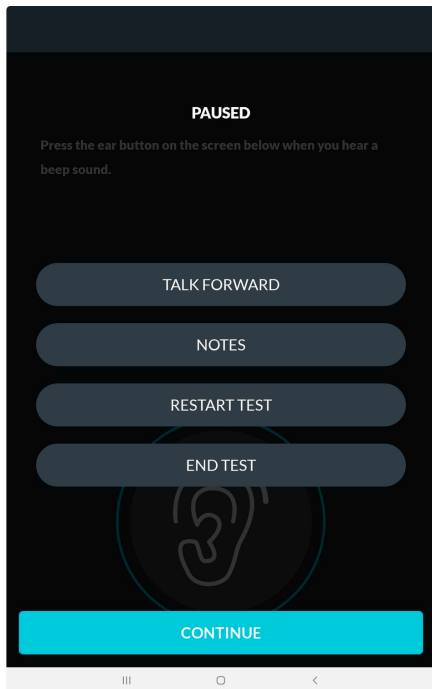 PAUSED
Press the ear button on the screen below when you hear a
beep sound.
TALK FORWARD
NOTES
RESTART TEST
END TEST
CONTINUE